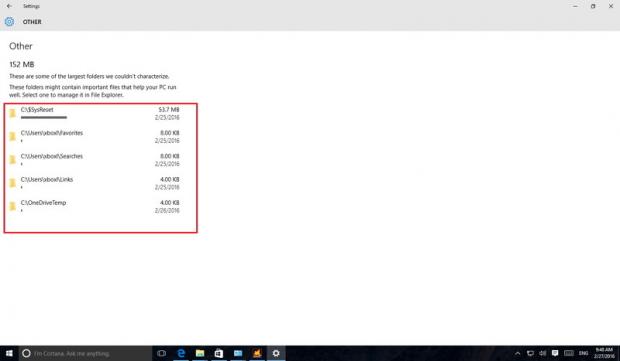 Settings
OTHER
Other
152 MB
These are some of the largest folders we couldn't characterize.
These folders might contain important files that help your PC run
well. Select one to manage it in File Explorer.
C:\$SysReset 53.7 MB
2/25/2016
C:\Users\aboxl\Favorites 8.00 KB
2/25/2016
C:\Users\aboxl\Searches 8.00 KB
2/25/2016
C:\Users\aboxl\Links 4.00 KB
2/25/2016
C:\OneDriveTemp 4.00 KB
2/26/2016
I'm Cortana. Ask me anything.
ENG
9:48 AM
2/27/2016